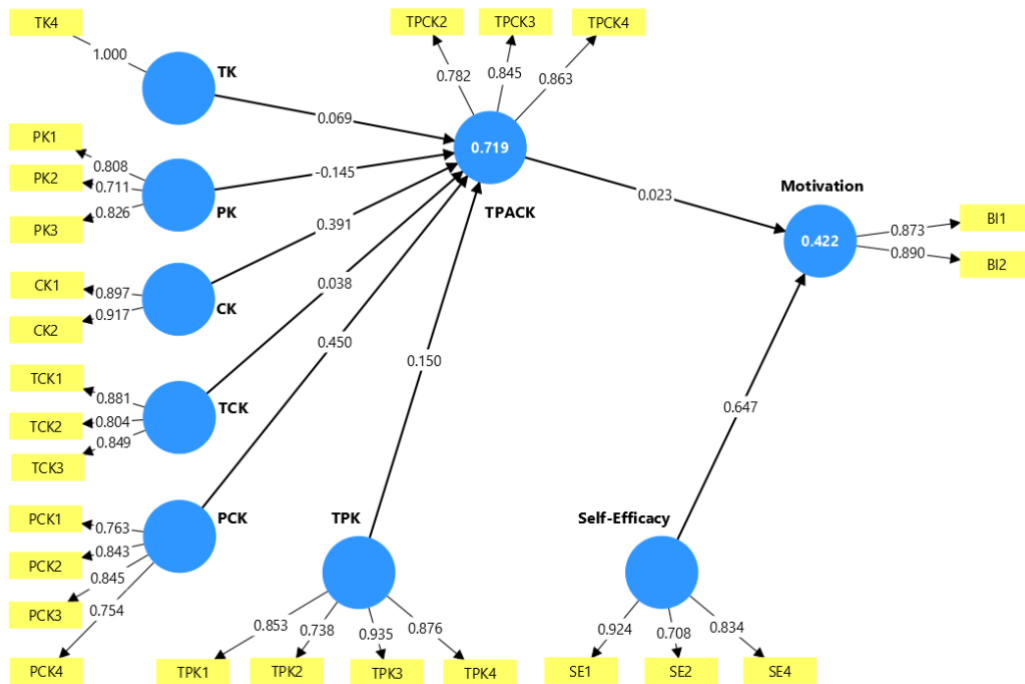 TK4
1.000
TK
TPCK2
TPCK3
TPCK4
0.782
0.845
0.863
0.719
TPACK
0.069
-0.145
0.391
0.038
0.450
0.150
PK1
PK2
PK3
0.808
0.711
0.826
PK
CK1
CK2
0.897
0.917
CK
TCK1
TCK2
TCK3
0.881
0.804
0.849
TCK
PCK1
PCK2
PCK3
PCK4
0.763
0.843
0.845
0.754
PCK
TPK
0.853
0.738
0.935
0.876
TPK1
TPK2
TPK3
TPK4
0.023
Motivation
0.422
0.873
0.890
BI1
BI2
0.647
Self-Efficacy
0.924
0.708
0.834
SE1
SE2
SE4